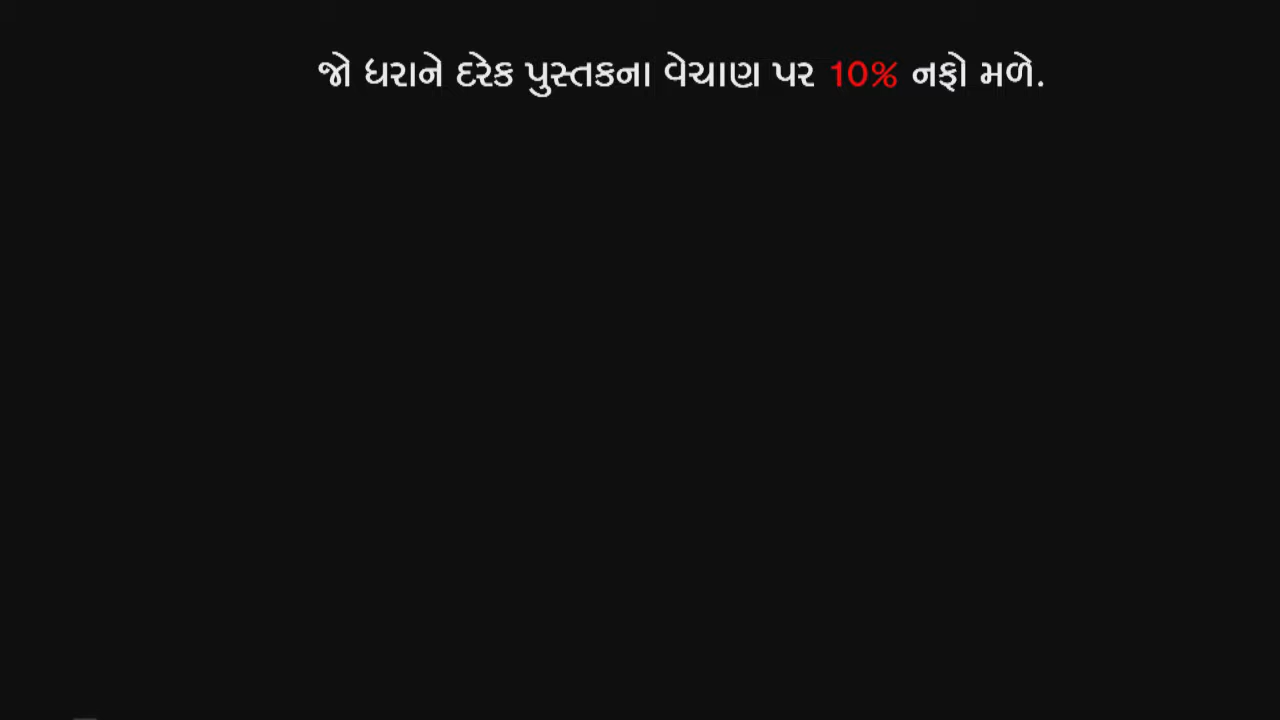 જો ધરાને દરેક પુસ્તકના વેચાણ પર 10% નફો મળે.